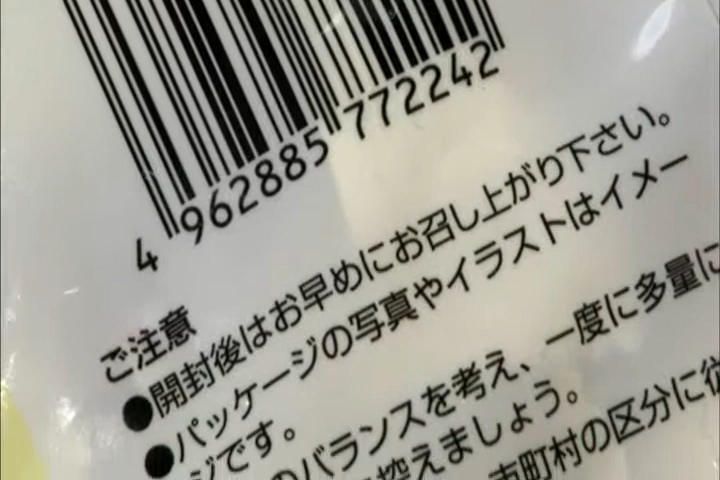 4 962885 772242
ご注意
●開封後はお早めにお召し上がり下さい。
●パッケージの写真やイラストはイメー
ジです。
のバランスを考え、一度に多量に
控えましょう。
市町村の区分に従